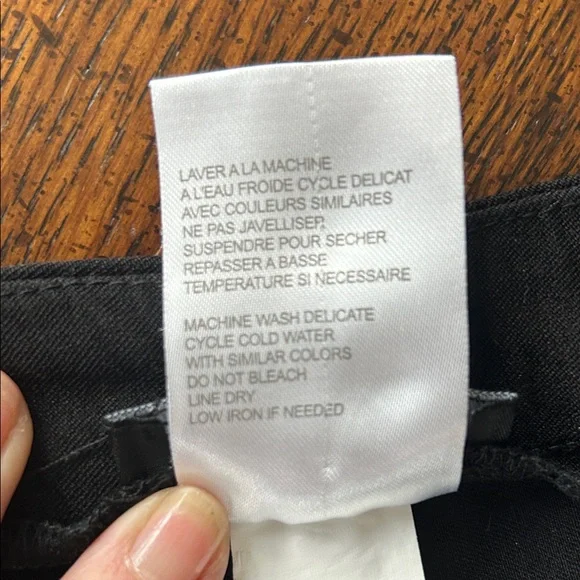 LAVER A LA MACHINE
A L'EAU FROIDE CYCLE DELICAT
AVEC COULEURS SIMILAIRES
NE PAS JAVELLISER
SUSPENDRE POUR SECHER
REPASSER A BASSE
TEMPERATURE SI NECESSAIRE
MACHINE WASH DELICATE
CYCLE COLD WATER
WITH SIMILAR COLORS
DO NOT BLEACH
LINE DRY
LOW IRON IF NEEDED